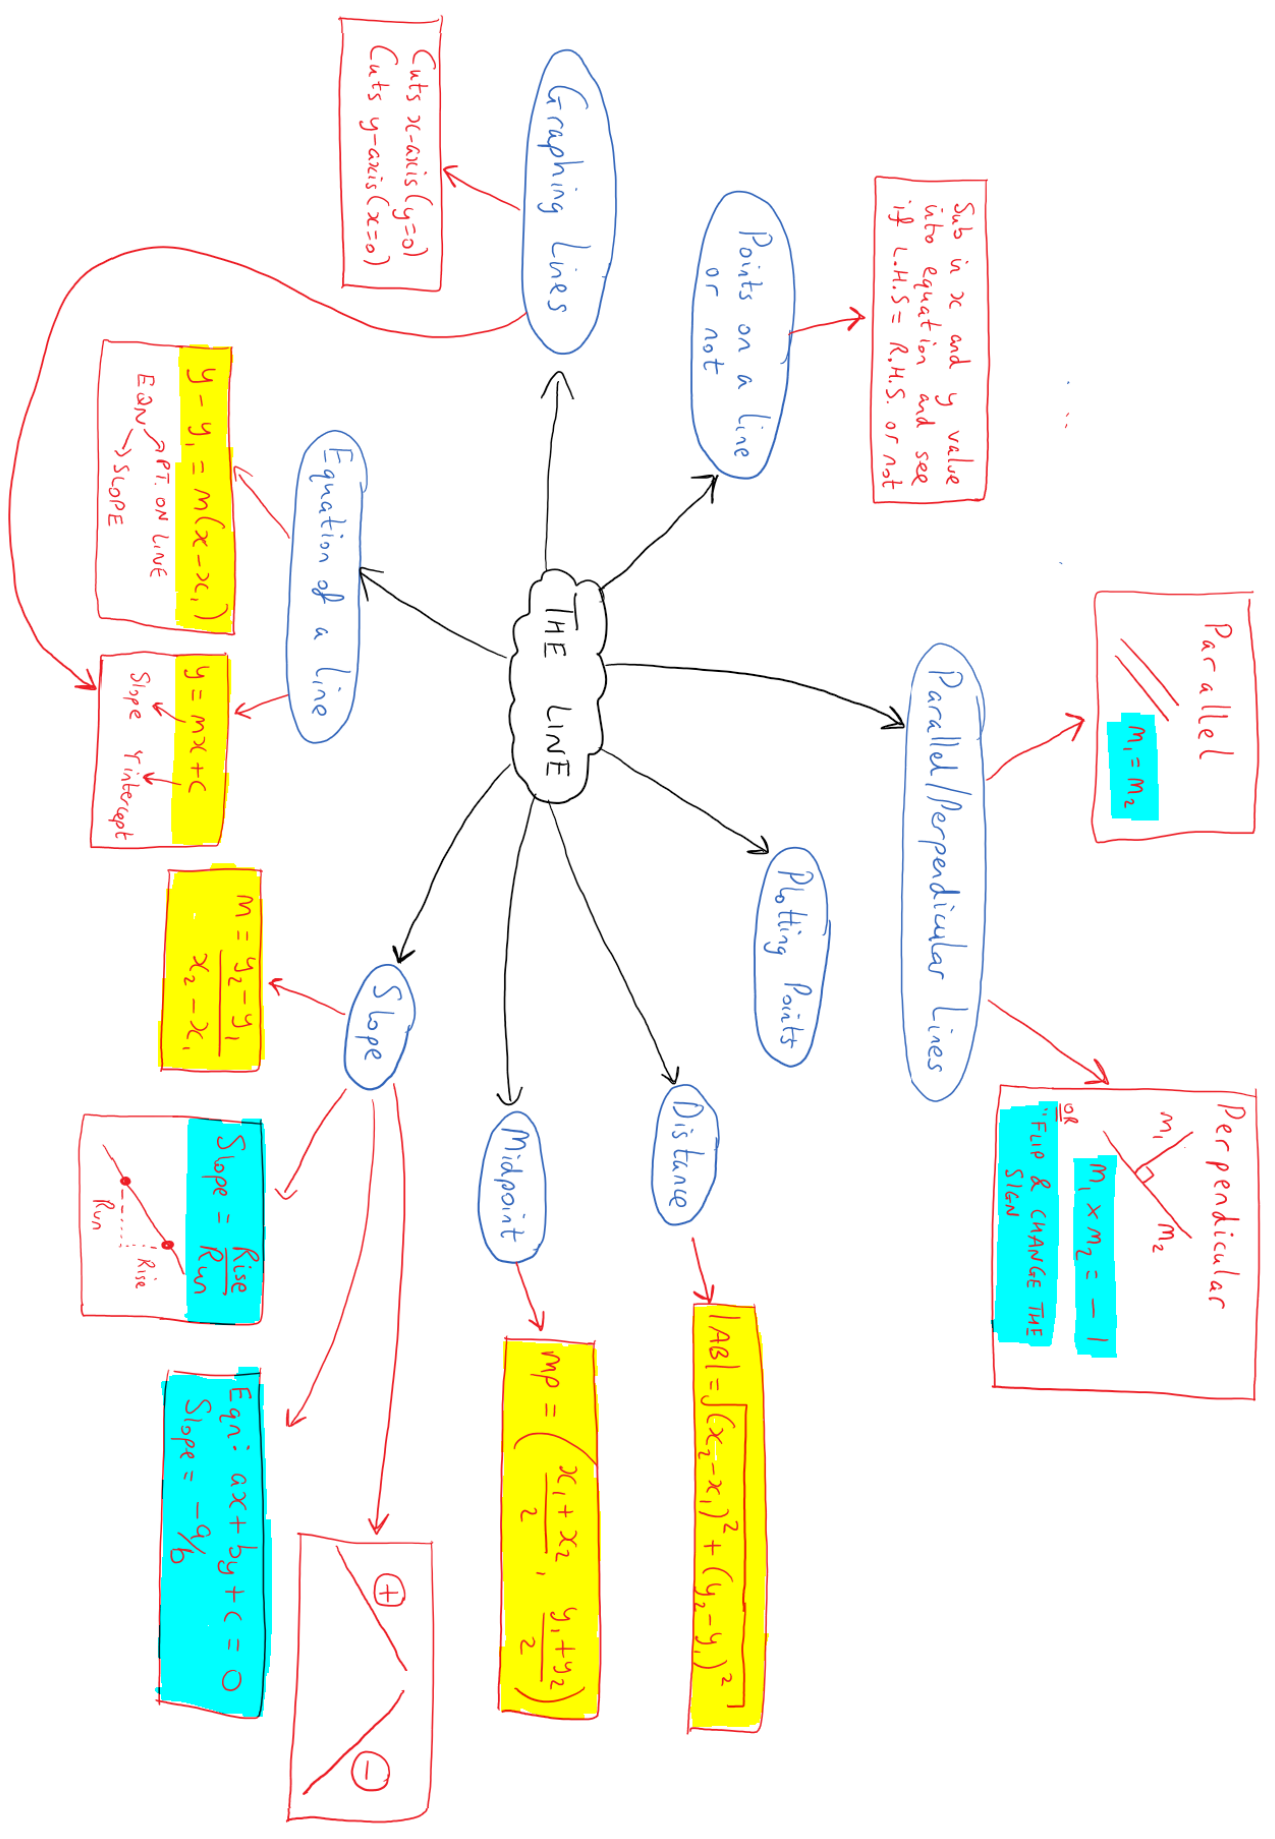 THE LINE
Graphing Lines
Cuts x-axis (y=0)
Cuts y-axis (x=0)
Points on a Line
or not
Sub in x and y value
into equation and see
if L.H.S = R.H.S. or not
Parallel/Perpendicular Lines
Parallel
m₁ = m₂
Perpendicular
m₁
m₂
m₁ × m₂ = −1
OR
"FLIP & CHANGE THE
SIGN
Plotting Points
Distance
|AB| = √(x₂−x₁)² + (y₂−y₁)²
Midpoint
mp = (x₁+x₂/2, y₁+y₂/2)
Slope
m = y₂−y₁/x₂−x₁
Slope = Rise/Run
Rise
Run
Eqn: ax + by + c = 0
Slope = −a/b
+
−
Equation of a Line
y − y₁ = m(x − x₁)
EQN
PT. ON LINE
SLOPE
y = mx + c
Slope
Y intercept